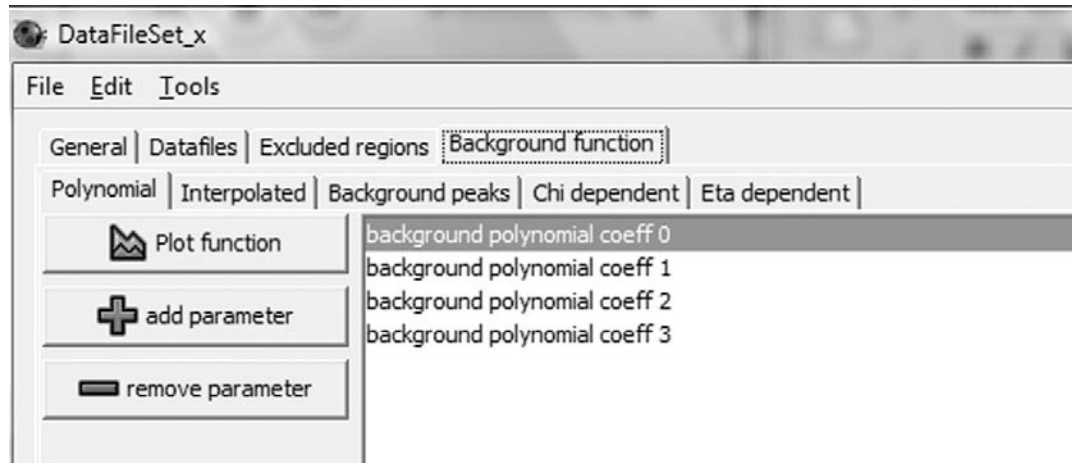 DataFileSet_x
File Edit Tools
General Datafiles Excluded regions Background function
Polynomial Interpolated Background peaks Chi dependent Eta dependent
Plot function
add parameter
remove parameter
background polynomial coeff 0
background polynomial coeff 1
background polynomial coeff 2
background polynomial coeff 3